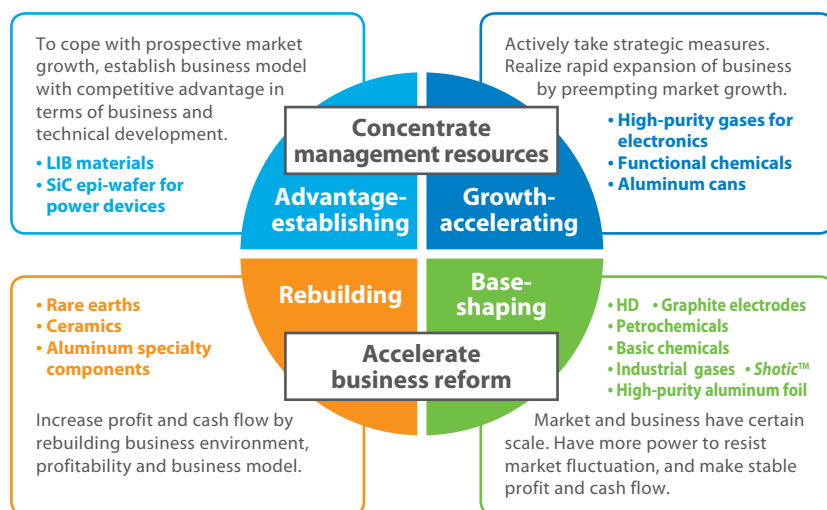 To cope with prospective market
growth, establish business model
with competitive advantage in
terms of business and
technical development.
• LIB materials
• SiC epi-wafer for
power devices
Actively take strategic measures.
Realize rapid expansion of business
by preempting market growth.
• High-purity gases for
electronics
• Functional chemicals
• Aluminum cans
Concentrate
management resources
Advantage-
establishing
Growth-
accelerating
Rebuilding
Base-
shaping
Accelerate
business reform
• Rare earths
• Ceramics
• Aluminum specialty
components
Increase profit and cash flow by
rebuilding business environment,
profitability and business model.
• HD • Graphite electrodes
• Petrochemicals
• Basic chemicals
• Industrial gases • Shotic™
• High-purity aluminum foil
Market and business have certain
scale. Have more power to resist
market fluctuation, and make stable
profit and cash flow.